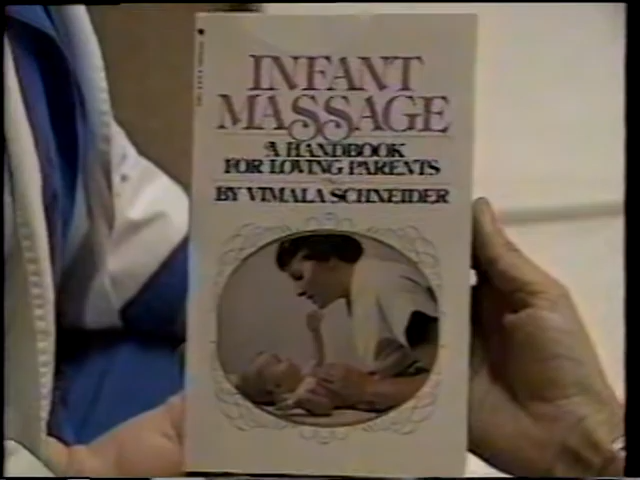 INFANT
MASSAGE
A HANDBOOK
FOR LOVING PARENTS
BY VIMALA SCHNEIDER